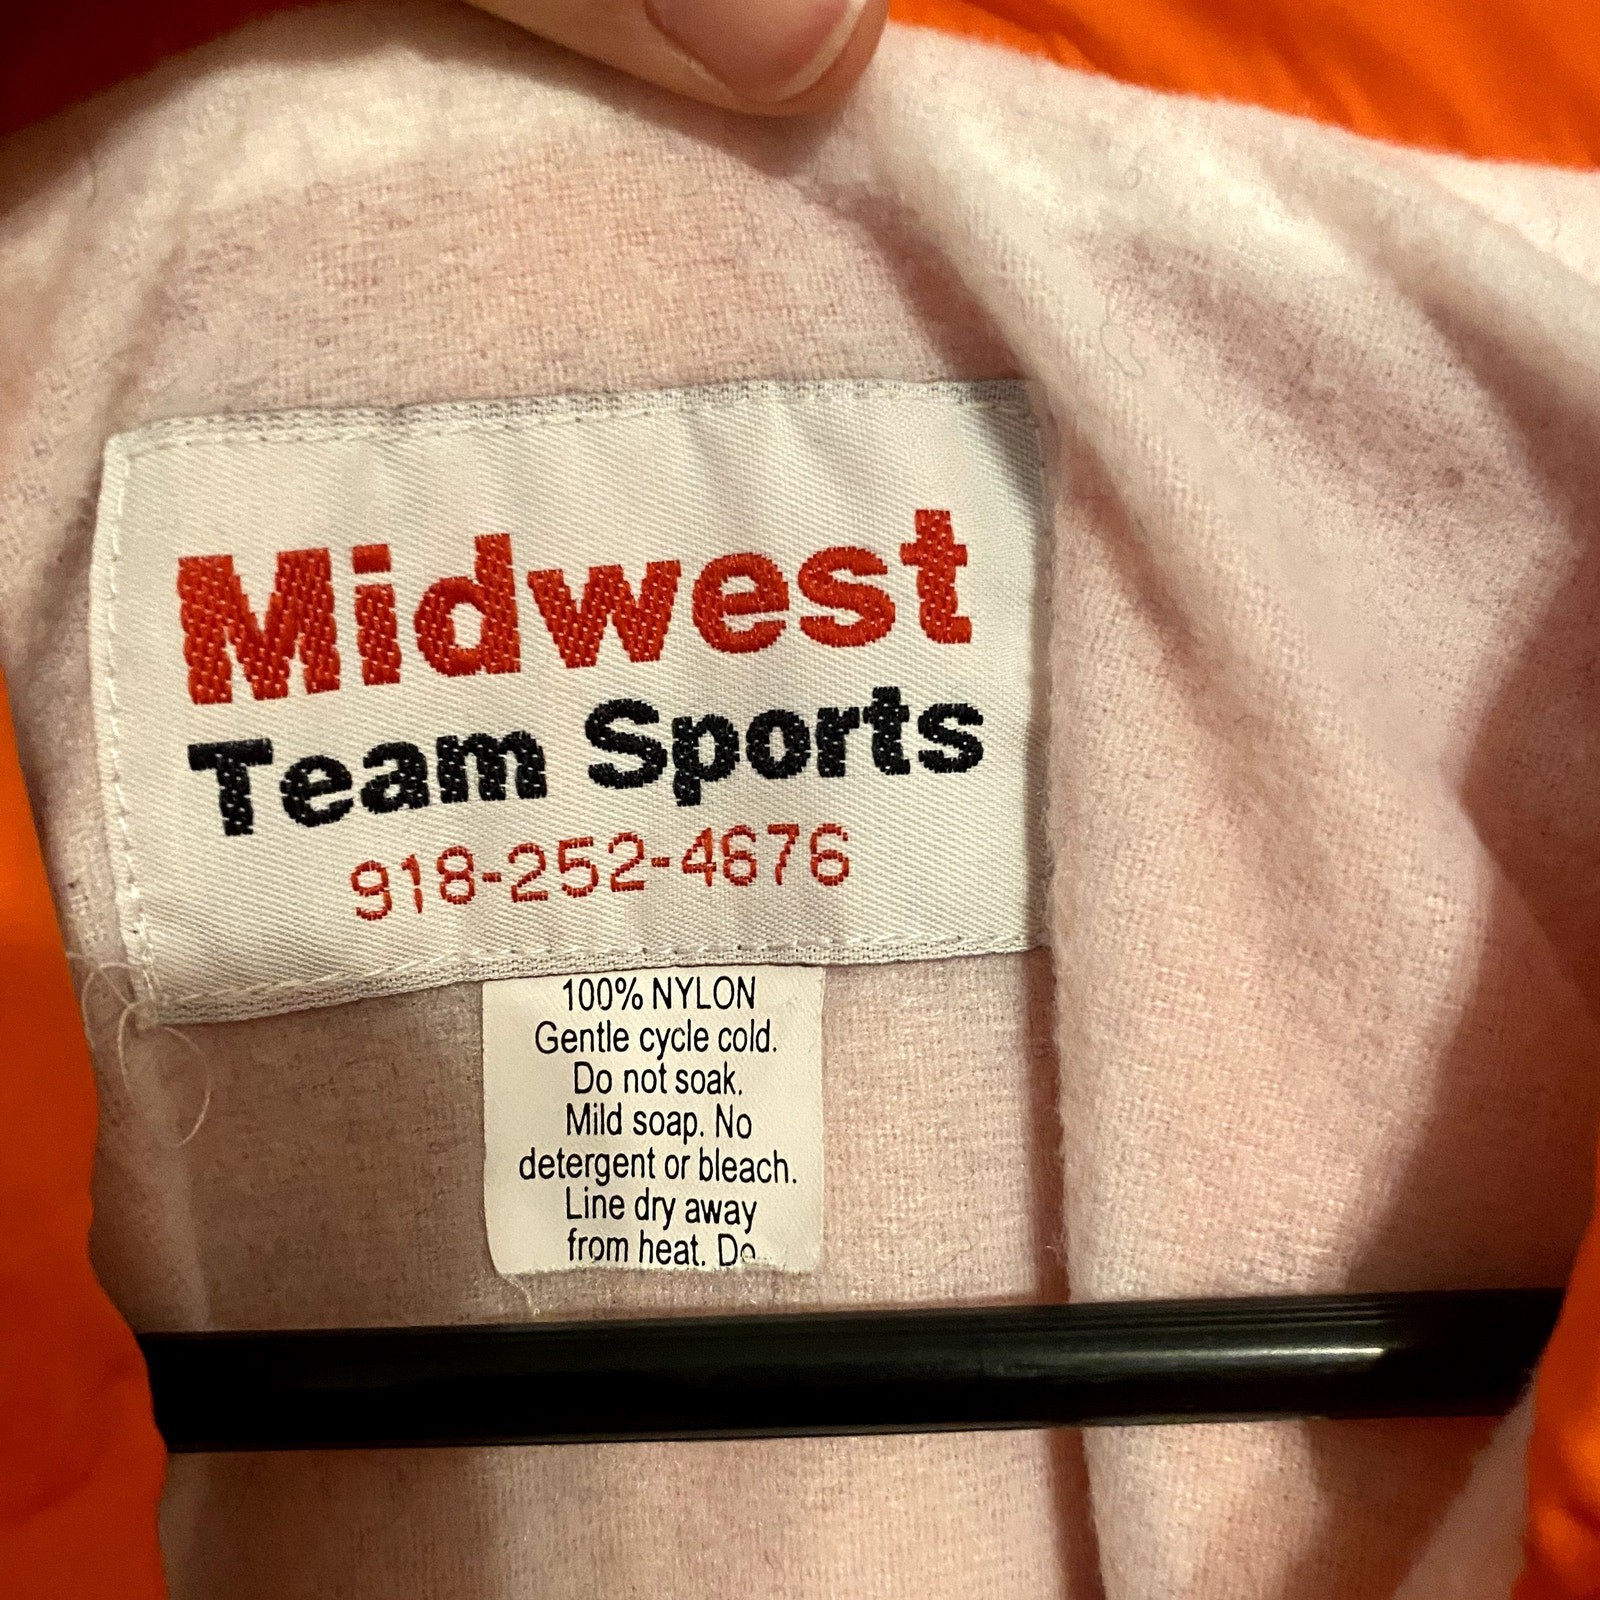 Midwest
Team Sports
918-252-4676
100% NYLON
Gentle cycle cold.
Do not soak.
Mild soap. No
detergent or bleach.
Line dry away
from heat. Do